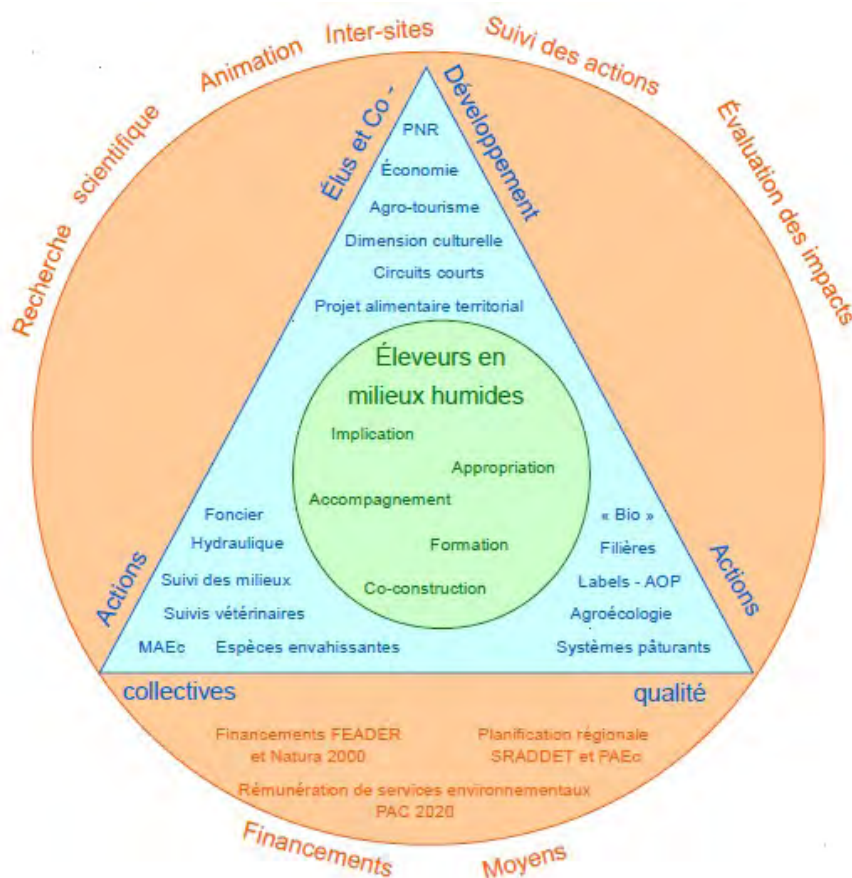 Recherche scientifique
Animation Inter-sites
Suivi des actions
Évaluation des impacts
Élus et Co -
Développement
PNR
Économie
Agro-tourisme
Dimension culturelle
Circuits courts
Projet alimentaire territorial
Éleveurs en
milieux humides
Implication
Appropriation
Accompagnement
Formation
Co-construction
Actions
Foncier
Hydraulique
Suivi des milieux
Suivis vétérinaires
MAEc Espèces envahissantes
collectives
Actions
« Bio »
Filières
Labels - AOP
Agroécologie
Systèmes pâturants
qualité
Financements FEADER
et Natura 2000
Planification régionale
SRADDET et PAEc
Rémunération de services environnementaux
PAC 2020
Financements Moyens